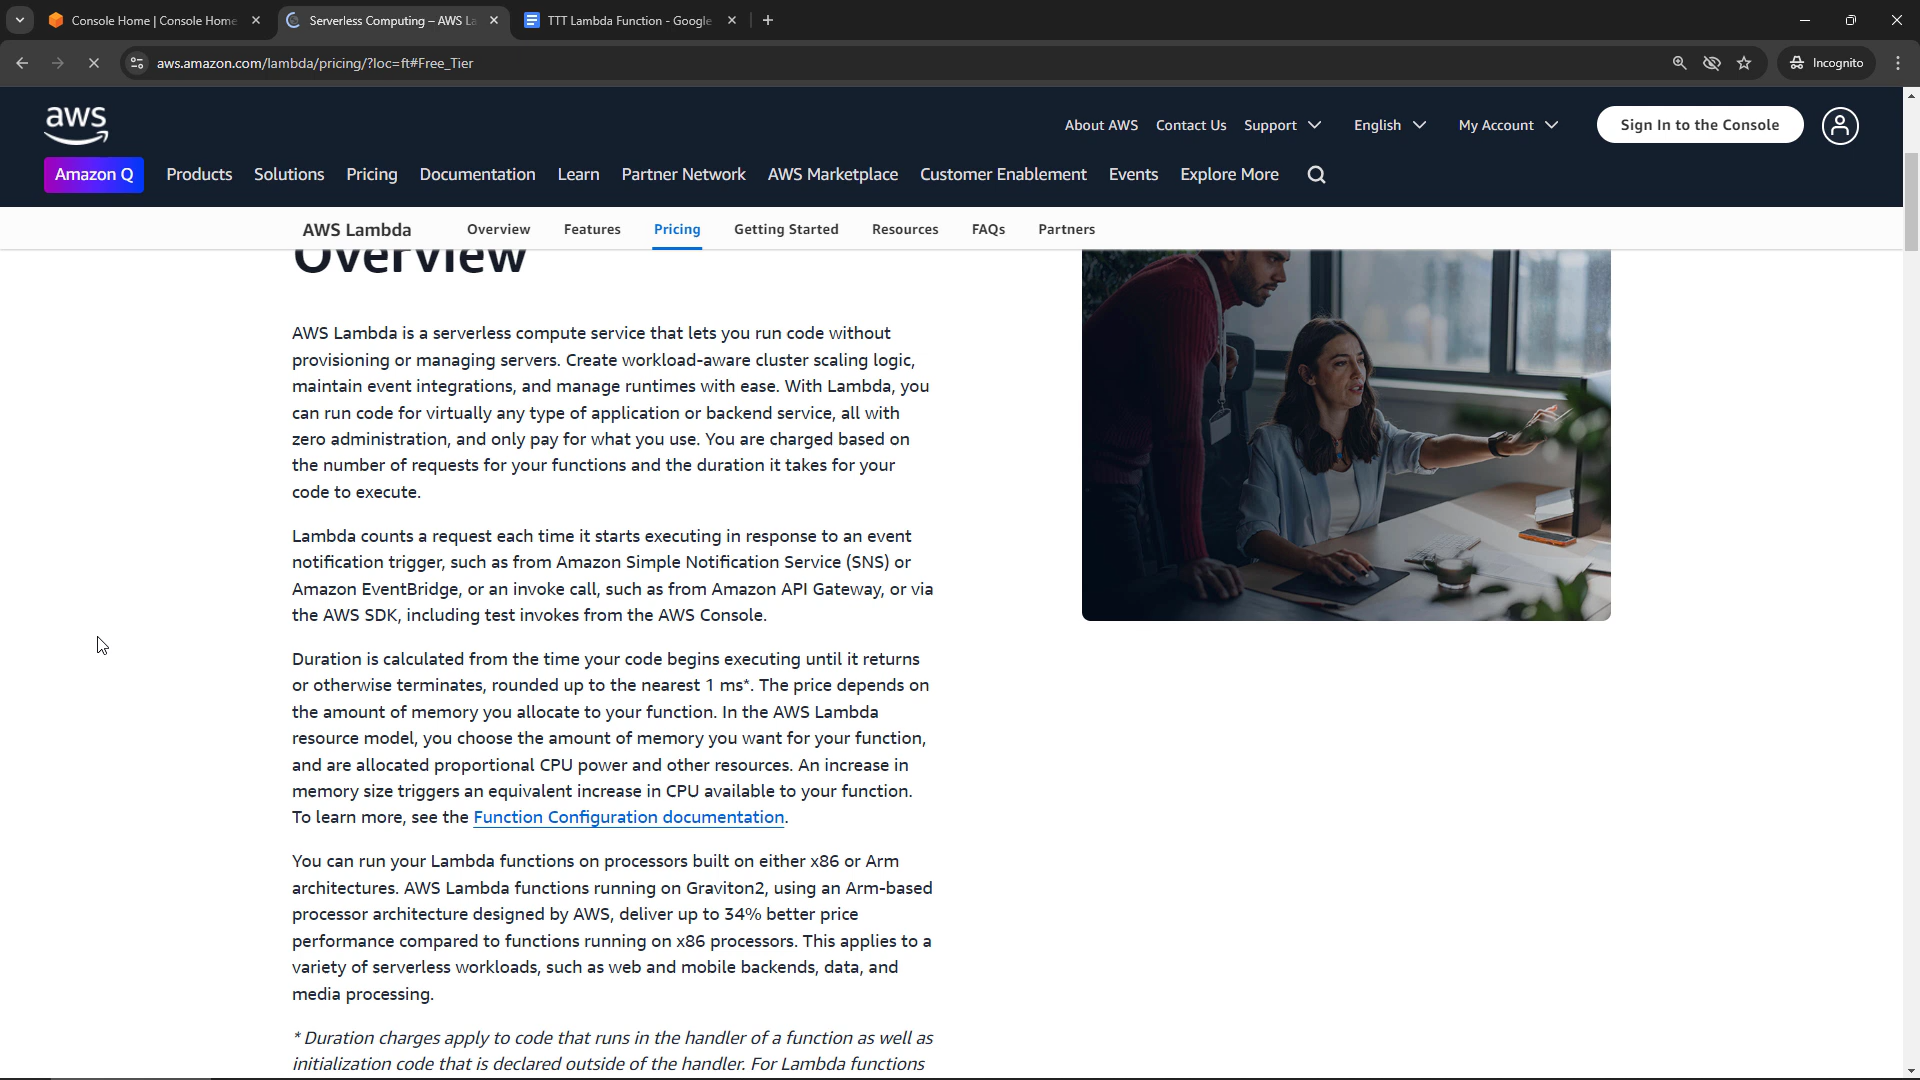 Console Home | Console Home
Serverless Computing – AWS La
TTT Lambda Function - Google
aws.amazon.com/lambda/pricing/?loc=ft#Free_Tier
Incognito
aws
About AWS
Contact Us
Support
English
My Account
Sign In to the Console
Amazon Q
Products
Solutions
Pricing
Documentation
Learn
Partner Network
AWS Marketplace
Customer Enablement
Events
Explore More
AWS Lambda
Overview
Features
Pricing
Getting Started
Resources
FAQs
Partners
Overview
AWS Lambda is a serverless compute service that lets you run code without
provisioning or managing servers. Create workload-aware cluster scaling logic,
maintain event integrations, and manage runtimes with ease. With Lambda, you
can run code for virtually any type of application or backend service, all with
zero administration, and only pay for what you use. You are charged based on
the number of requests for your functions and the duration it takes for your
code to execute.
Lambda counts a request each time it starts executing in response to an event
notification trigger, such as from Amazon Simple Notification Service (SNS) or
Amazon EventBridge, or an invoke call, such as from Amazon API Gateway, or via
the AWS SDK, including test invokes from the AWS Console.
Duration is calculated from the time your code begins executing until it returns
or otherwise terminates, rounded up to the nearest 1 ms*. The price depends on
the amount of memory you allocate to your function. In the AWS Lambda
resource model, you choose the amount of memory you want for your function,
and are allocated proportional CPU power and other resources. An increase in
memory size triggers an equivalent increase in CPU available to your function.
To learn more, see the Function Configuration documentation.
You can run your Lambda functions on processors built on either x86 or Arm
architectures. AWS Lambda functions running on Graviton2, using an Arm-based
processor architecture designed by AWS, deliver up to 34% better price
performance compared to functions running on x86 processors. This applies to a
variety of serverless workloads, such as web and mobile backends, data, and
media processing.
* Duration charges apply to code that runs in the handler of a function as well as
initialization code that is declared outside of the handler. For Lambda functions